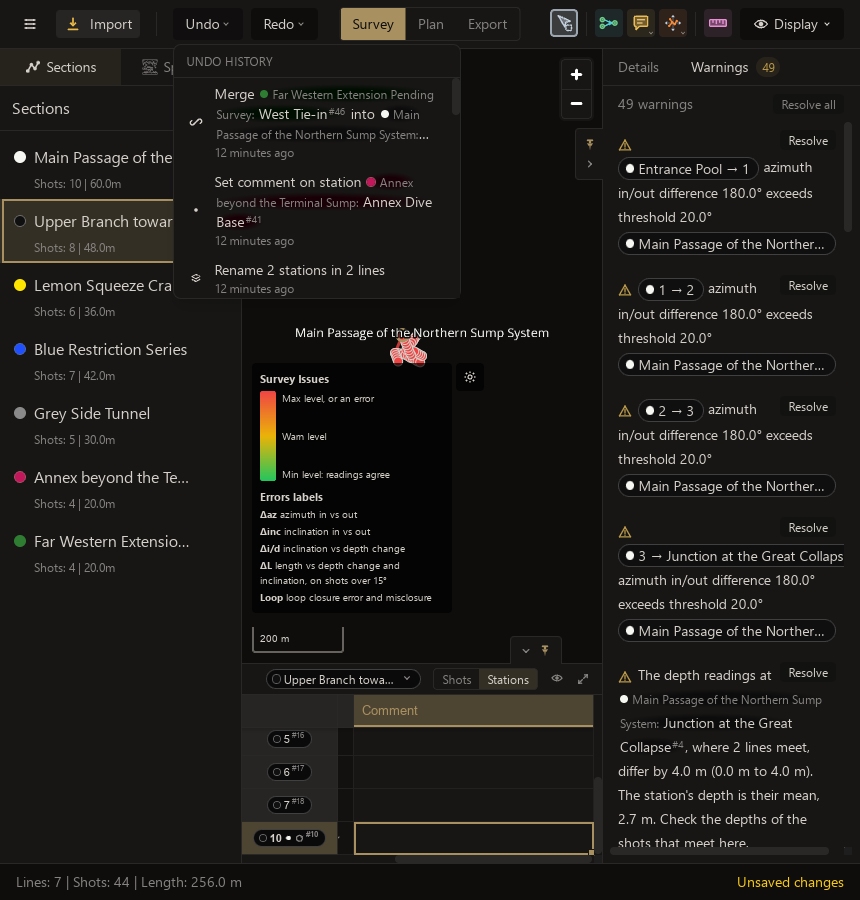 Import
Undo
Redo
Survey
Plan
Export
Display
Sections
Sp
Details
Warnings
49
UNDO HISTORY
Merge Far Western Extension Pending
Survey: West Tie-in#46 into Main
Passage of the Northern Sump System:...
12 minutes ago
Set comment on station Annex
beyond the Terminal Sump: Annex Dive
Base#41
12 minutes ago
Rename 2 stations in 2 lines
12 minutes ago
Sections
Main Passage of the
Shots: 10 | 60.0m
Upper Branch towar
Shots: 8 | 48.0m
Lemon Squeeze Cra
Shots: 6 | 36.0m
Blue Restriction Series
Shots: 7 | 42.0m
Grey Side Tunnel
Shots: 5 | 30.0m
Annex beyond the Te...
Shots: 4 | 20.0m
Far Western Extensio...
Shots: 4 | 20.0m
Main Passage of the Northern Sump System
Survey Issues
Max level, or an error
Warn level
Min level: readings agree
Errors labels
Δaz azimuth in vs out
Δinc inclination in vs out
Δi/d inclination vs depth change
ΔL length vs depth change and
inclination, on shots over 15°
Loop loop closure error and misclosure
200 m
Upper Branch towa...
Shots
Stations
Comment
5#16
6#17
7#18
10 #10
49 warnings
Resolve all
Resolve
Entrance Pool → 1 azimuth
in/out difference 180.0° exceeds
threshold 20.0°
Main Passage of the Norther...
Resolve
1 → 2 azimuth
in/out difference 180.0° exceeds
threshold 20.0°
Main Passage of the Norther...
Resolve
2 → 3 azimuth
in/out difference 180.0° exceeds
threshold 20.0°
Main Passage of the Norther...
Resolve
3 → Junction at the Great Collaps
azimuth in/out difference 180.0°
exceeds threshold 20.0°
Main Passage of the Norther...
Resolve
The depth readings at
Main Passage of the Northern Sump
System: Junction at the Great
Collapse#4, where 2 lines meet,
differ by 4.0 m (0.0 m to 4.0 m).
The station's depth is their mean,
2.7 m. Check the depths of the
shots that meet here.
Lines: 7 | Shots: 44 | Length: 256.0 m
Unsaved changes